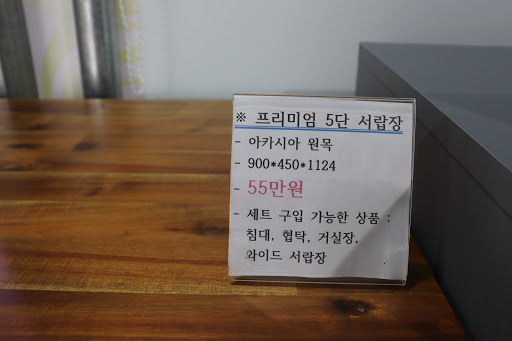 ※ 프리미엄 5단 서랍장
- 아카시아 원목
- 900*450*1124
- 55만원
- 세트 구입 가능한 상품 :
침대, 협탁, 거실장,
와이드 서랍장